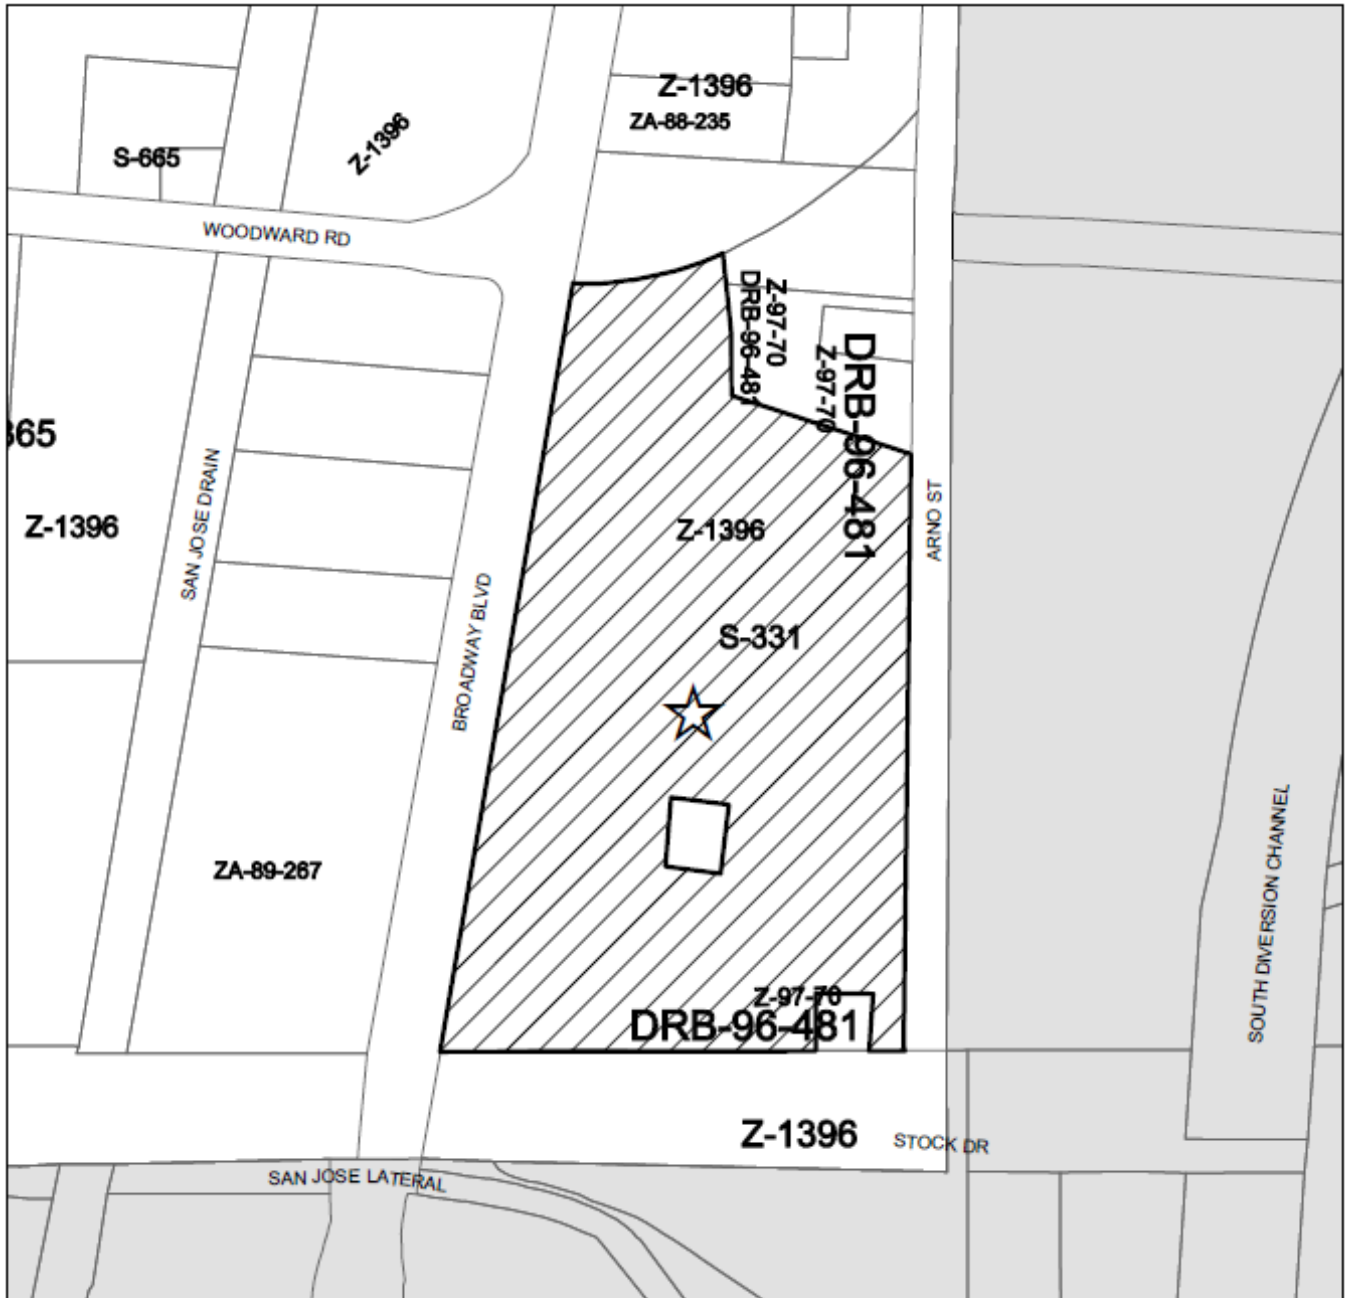 Z-1396
ZA-88-235
Z-1396
S-665
WOODWARD RD
Z-97-70
DRB-96-481
DRB-96-481
Z-97-70
665
Z-1396
SAN JOSE DRAIN
Z-1396
ARNO ST
BROADWAY BLVD
S-331
ZA-89-267
SOUTH DIVERSION CHANNEL
Z-97-70
DRB-96-481
Z-1396
STOCK DR
SAN JOSE LATERAL